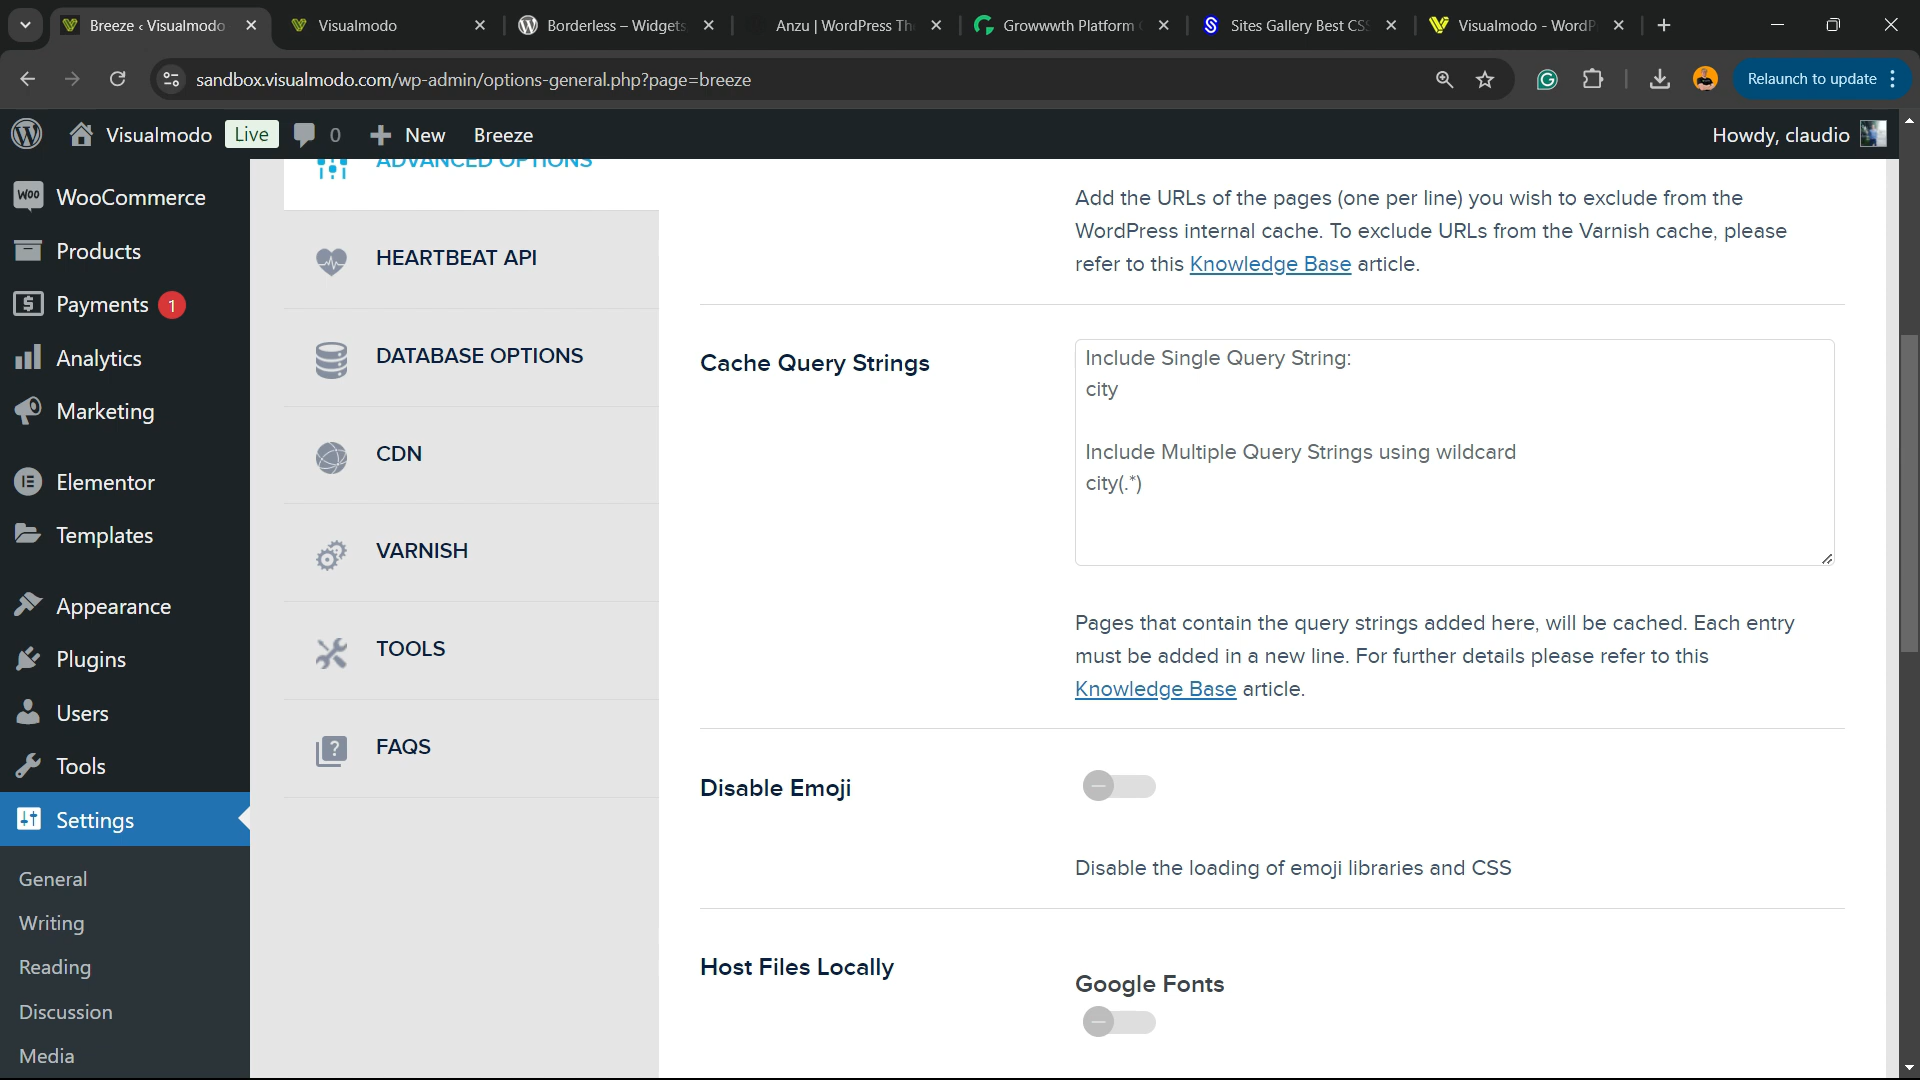 Breeze ‹ Visualmodo
Visualmodo
Borderless – Widgets
Anzu | WordPress Th
Growwwth Platform
Sites Gallery Best CSS
Visualmodo - WordP
sandbox.visualmodo.com/wp-admin/options-general.php?page=breeze
Relaunch to update
Visualmodo
Live
0
New
Breeze
Howdy, claudio
WooCommerce
Products
Payments 1
Analytics
Marketing
Elementor
Templates
Appearance
Plugins
Users
Tools
Settings
General
Writing
Reading
Discussion
Media
ADVANCED OPTIONS
HEARTBEAT API
DATABASE OPTIONS
CDN
VARNISH
TOOLS
FAQS
Add the URLs of the pages (one per line) you wish to exclude from the
WordPress internal cache. To exclude URLs from the Varnish cache, please
refer to this Knowledge Base article.
Cache Query Strings
Include Single Query String:
city
Include Multiple Query Strings using wildcard
city(.*)
Pages that contain the query strings added here, will be cached. Each entry
must be added in a new line. For further details please refer to this
Knowledge Base article.
Disable Emoji
Disable the loading of emoji libraries and CSS
Host Files Locally
Google Fonts